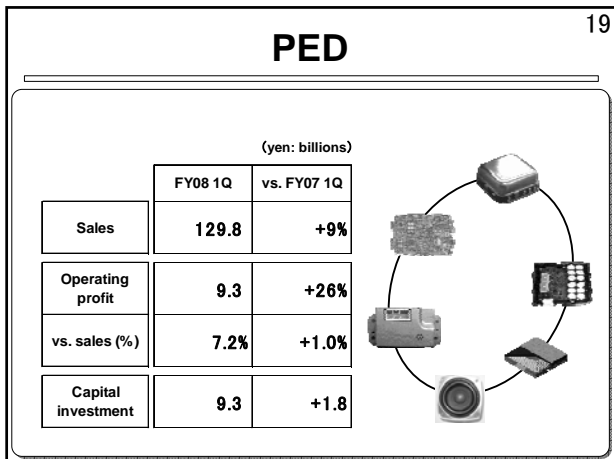 19
PED
(yen: billions)
FY08 1Q vs. FY07 1Q
Sales 129.8 +9%
Operating profit 9.3 +26%
vs. sales (%) 7.2% +1.0%
Capital investment 9.3 +1.8